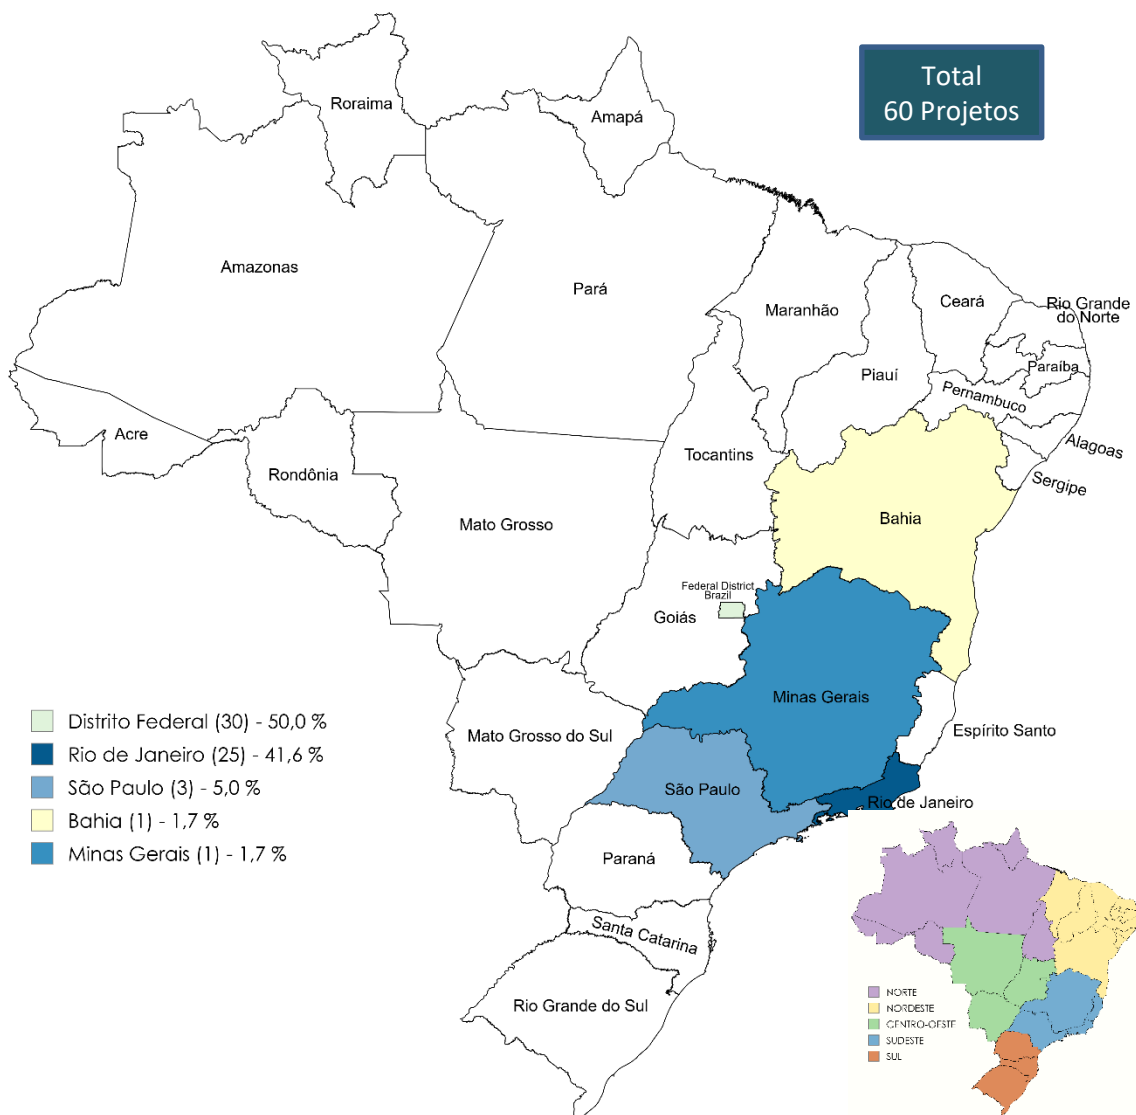 Total
60 Projetos
Roraima
Amapá
Amazonas
Pará
Maranhão
Ceará
Rio Grande
do Norte
Paraíba
Piauí
Pernambuco
Alagoas
Sergipe
Acre
Rondônia
Tocantins
Mato Grosso
Bahia
Federal District
Brazil
Goiás
Minas Gerais
Espírito Santo
Mato Grosso do Sul
São Paulo
Rio de Janeiro
Paraná
Santa Catarina
Rio Grande do Sul
Distrito Federal (30) - 50,0 %
Rio de Janeiro (25) - 41,6 %
São Paulo (3) - 5,0 %
Bahia (1) - 1,7 %
Minas Gerais (1) - 1,7 %
NORTE
NORDESTE
CENTRO-OESTE
SUDESTE
SUL